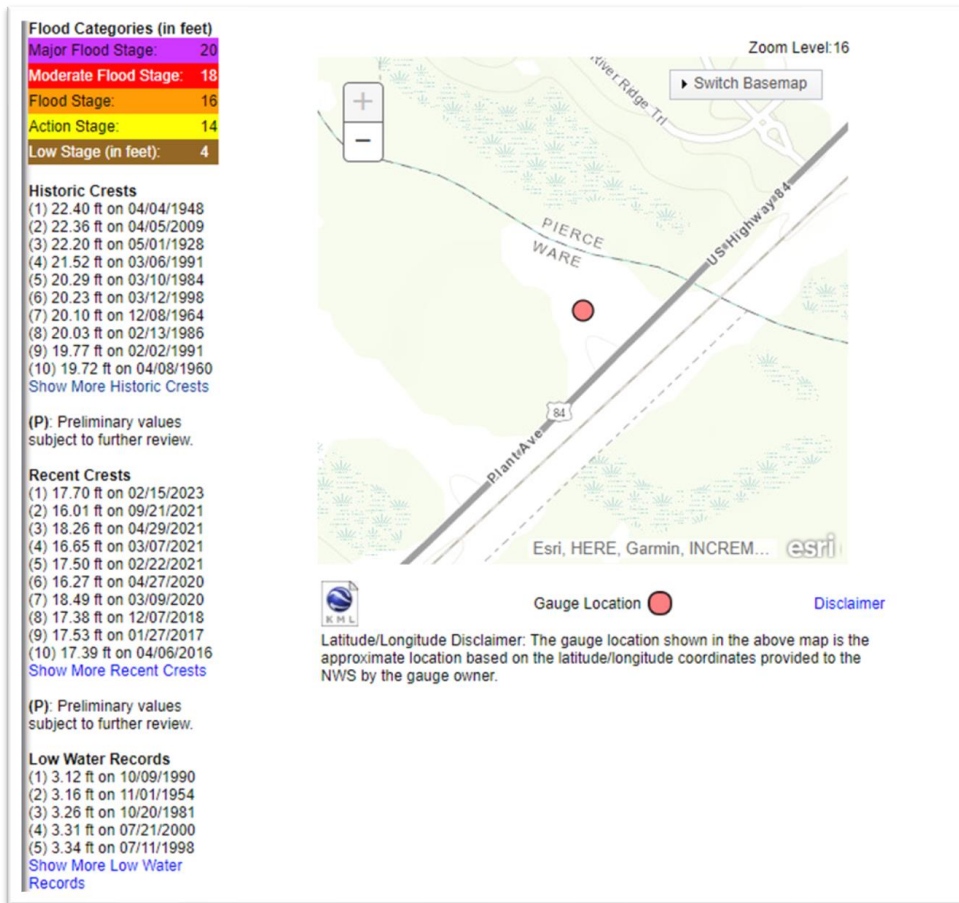 Flood Categories (in feet)
Major Flood Stage: 20
Moderate Flood Stage: 18
Flood Stage: 16
Action Stage: 14
Low Stage (in feet): 4
Historic Crests
(1) 22.40 ft on 04/04/1948
(2) 22.36 ft on 04/05/2009
(3) 22.20 ft on 05/01/1928
(4) 21.52 ft on 03/06/1991
(5) 20.29 ft on 03/10/1984
(6) 20.23 ft on 03/12/1998
(7) 20.10 ft on 12/08/1964
(8) 20.03 ft on 02/13/1986
(9) 19.77 ft on 02/02/1991
(10) 19.72 ft on 04/08/1960
Show More Historic Crests
(P): Preliminary values
subject to further review.
Recent Crests
(1) 17.70 ft on 02/15/2023
(2) 16.01 ft on 09/21/2021
(3) 18.26 ft on 04/29/2021
(4) 16.65 ft on 03/07/2021
(5) 17.50 ft on 02/22/2021
(6) 16.27 ft on 04/27/2020
(7) 18.49 ft on 03/09/2020
(8) 17.38 ft on 12/07/2018
(9) 17.53 ft on 01/27/2017
(10) 17.39 ft on 04/06/2016
Show More Recent Crests
(P): Preliminary values
subject to further review.
Low Water Records
(1) 3.12 ft on 10/09/1990
(2) 3.16 ft on 11/01/1954
(3) 3.26 ft on 10/20/1981
(4) 3.31 ft on 07/21/2000
(5) 3.34 ft on 07/11/1998
Show More Low Water
Records
Zoom Level:16
Switch Basemap
+
−
River Ridge Trl
PIERCE
WARE
US Highway 84
84
Plant Ave
Esri, HERE, Garmin, INCREM...
esri
KML
Gauge Location
Disclaimer
Latitude/Longitude Disclaimer: The gauge location shown in the above map is the
approximate location based on the latitude/longitude coordinates provided to the
NWS by the gauge owner.